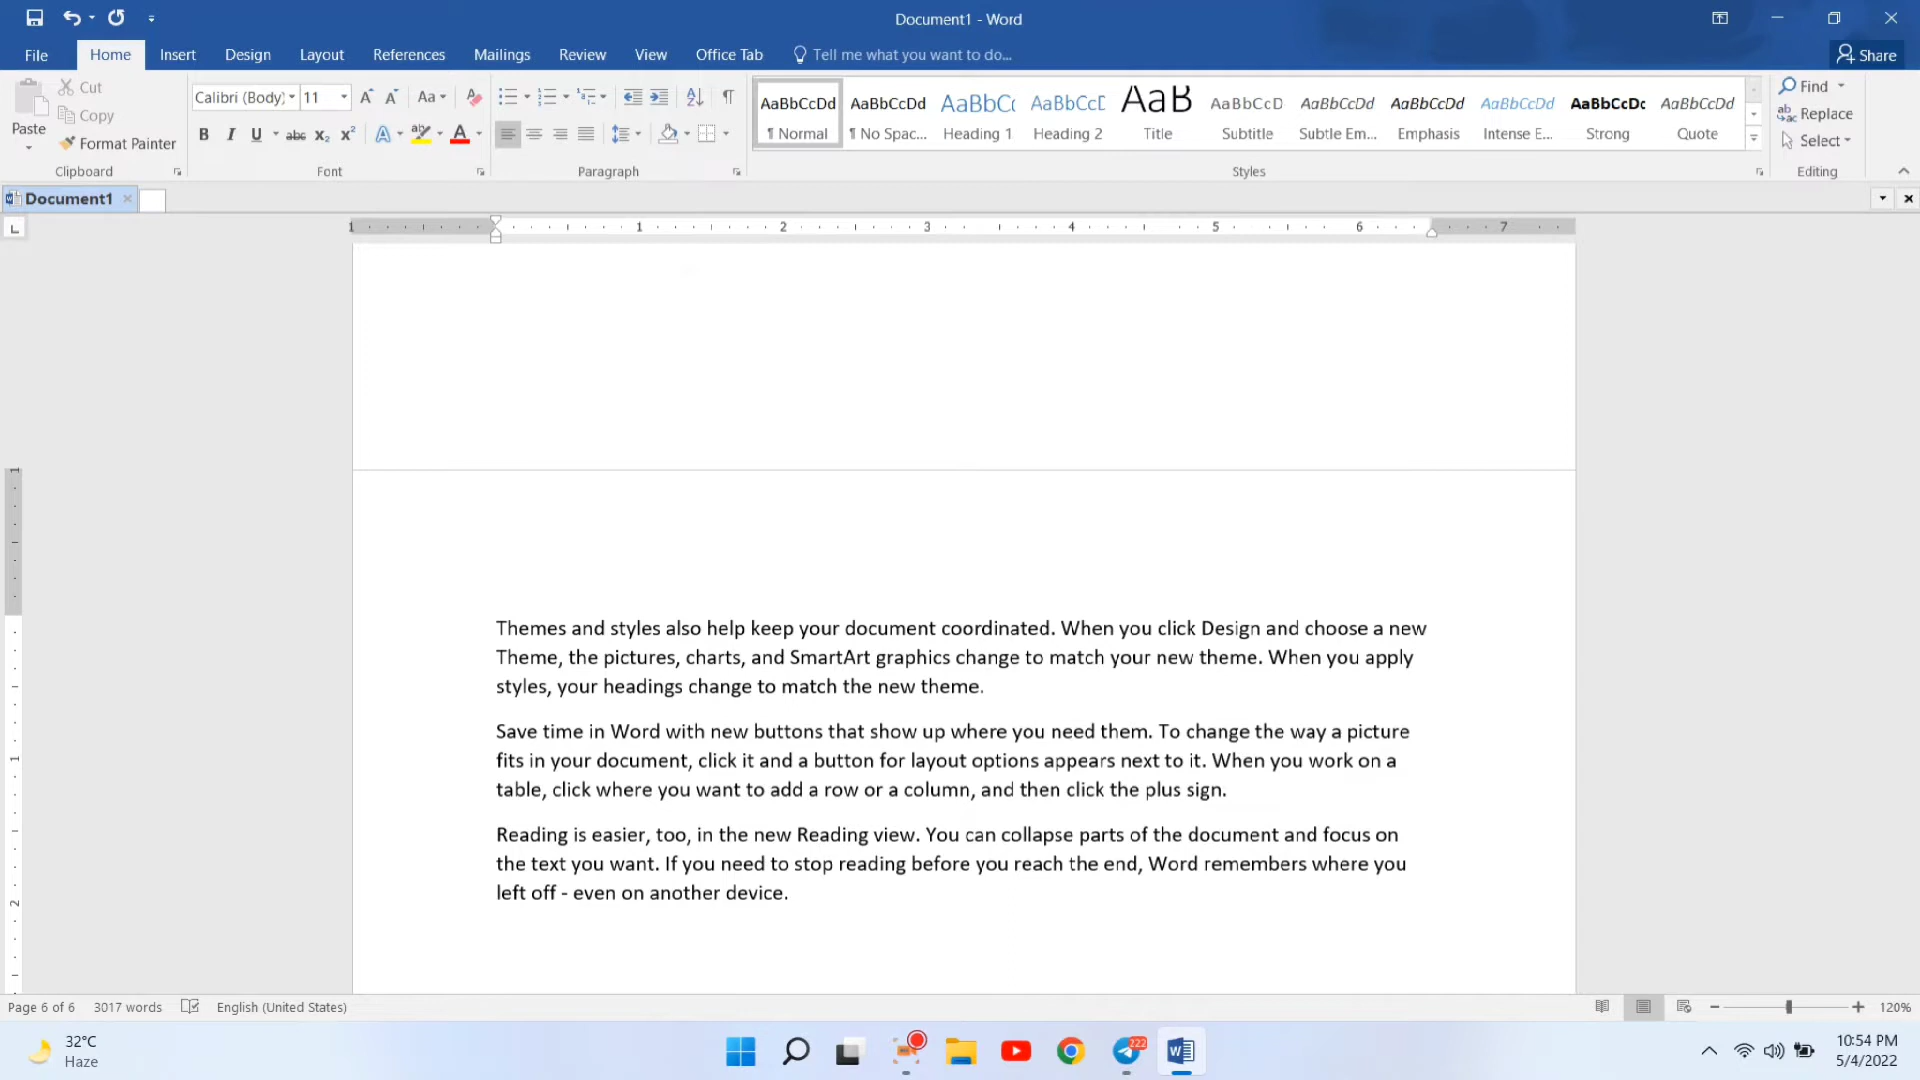 Document1 - Word
File Home Insert Design Layout References Mailings Review View Office Tab Tell me what you want to do... Share
Paste
Cut
Copy
Format Painter
Clipboard
Calibri (Body) 11
Font
Paragraph
AaBbCcDd AaBbCcDd AaBbC AaBbCc AaB AaBbCcD AaBbCcDd AaBbCcDd AaBbCcDd AaBbCcDc AaBbCcDd
¶ Normal ¶ No Spac... Heading 1 Heading 2 Title Subtitle Subtle Em... Emphasis Intense E... Strong Quote
Styles
Find
Replace
Select
Editing
Document1
1 1 2 3 4 5 6 7
Themes and styles also help keep your document coordinated. When you click Design and choose a new
Theme, the pictures, charts, and SmartArt graphics change to match your new theme. When you apply
styles, your headings change to match the new theme.
Save time in Word with new buttons that show up where you need them. To change the way a picture
fits in your document, click it and a button for layout options appears next to it. When you work on a
table, click where you want to add a row or a column, and then click the plus sign.
Reading is easier, too, in the new Reading view. You can collapse parts of the document and focus on
the text you want. If you need to stop reading before you reach the end, Word remembers where you
left off - even on another device.
Page 6 of 6 3017 words English (United States) 120%
32°C
Haze
222
10:54 PM
5/4/2022